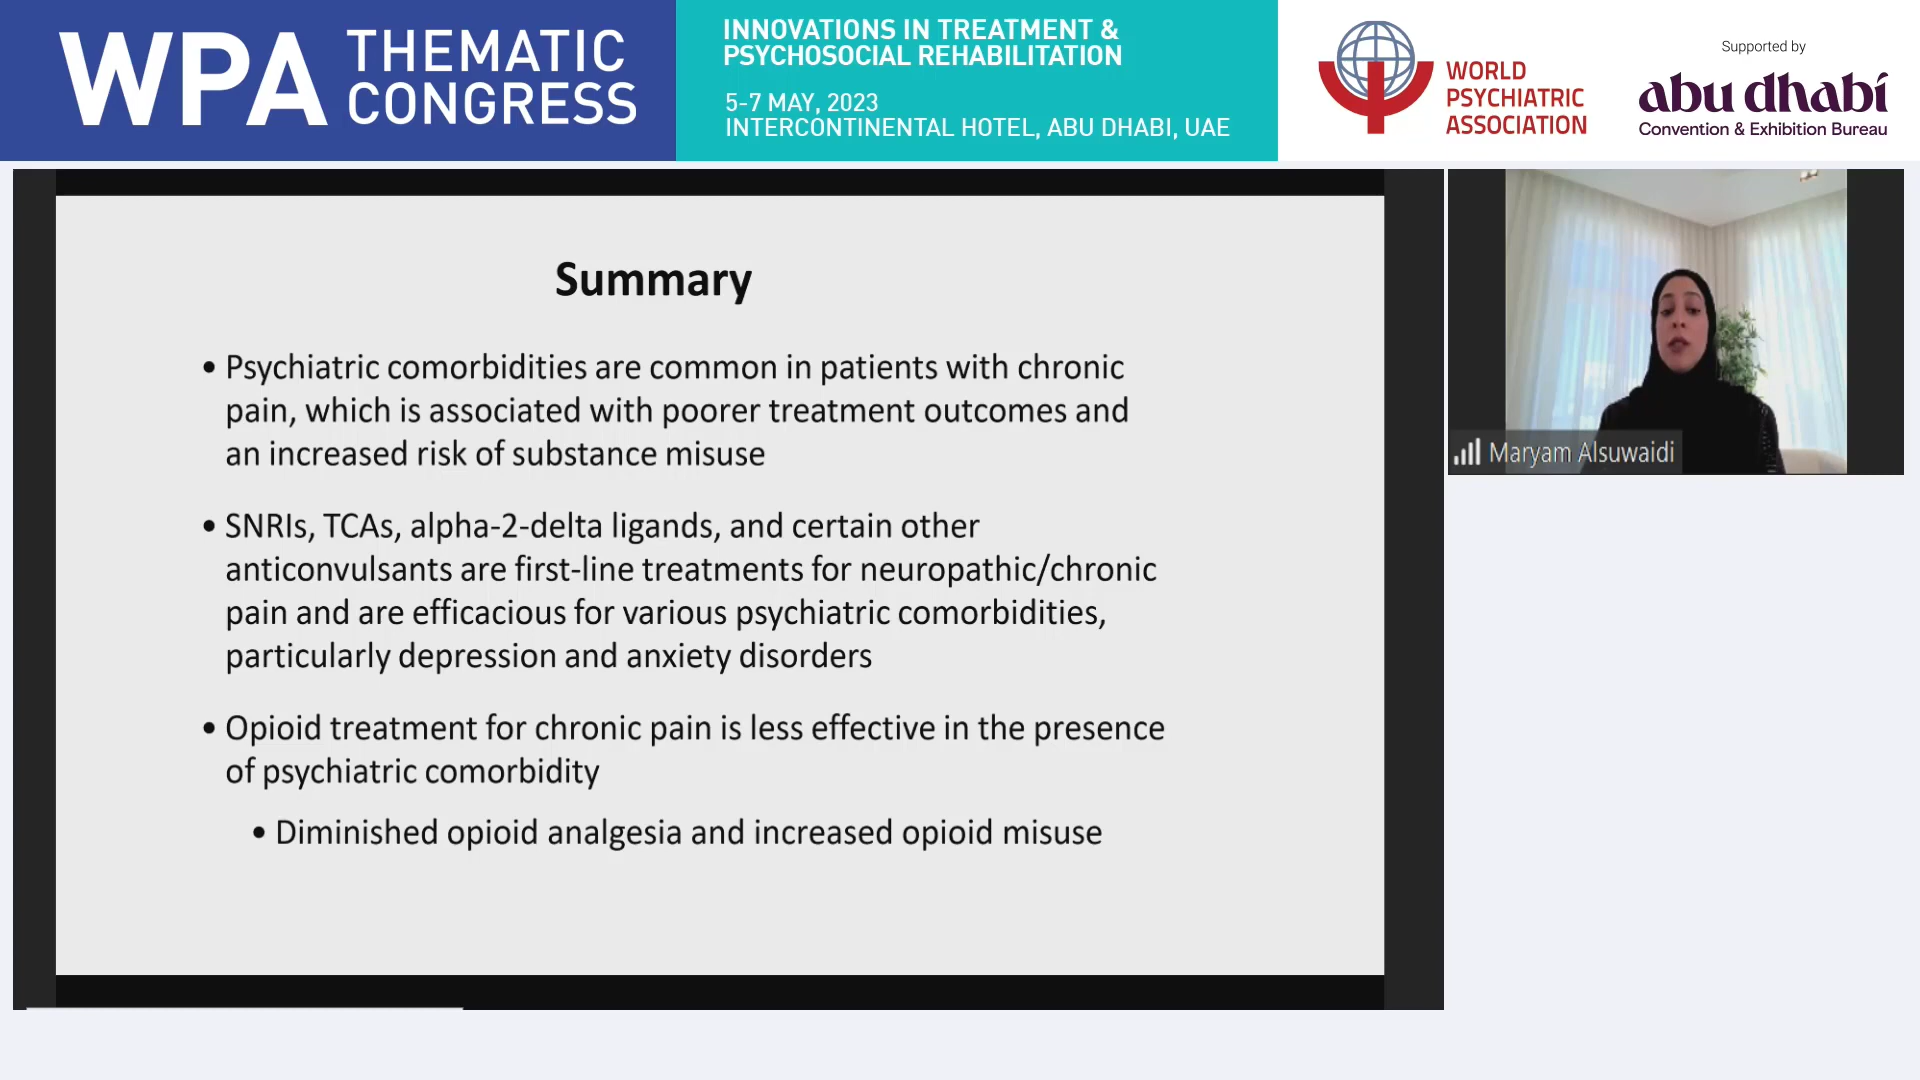 WPA THEMATIC
CONGRESS
INNOVATIONS IN TREATMENT &
PSYCHOSOCIAL REHABILITATION
5-7 MAY, 2023
INTERCONTINENTAL HOTEL, ABU DHABI, UAE
WORLD
PSYCHIATRIC
ASSOCIATION
Supported by
abu dhabi
Convention & Exhibition Bureau
Summary
• Psychiatric comorbidities are common in patients with chronic
pain, which is associated with poorer treatment outcomes and
an increased risk of substance misuse
• SNRIs, TCAs, alpha-2-delta ligands, and certain other
anticonvulsants are first-line treatments for neuropathic/chronic
pain and are efficacious for various psychiatric comorbidities,
particularly depression and anxiety disorders
• Opioid treatment for chronic pain is less effective in the presence
of psychiatric comorbidity
• Diminished opioid analgesia and increased opioid misuse
Maryam Alsuwaidi